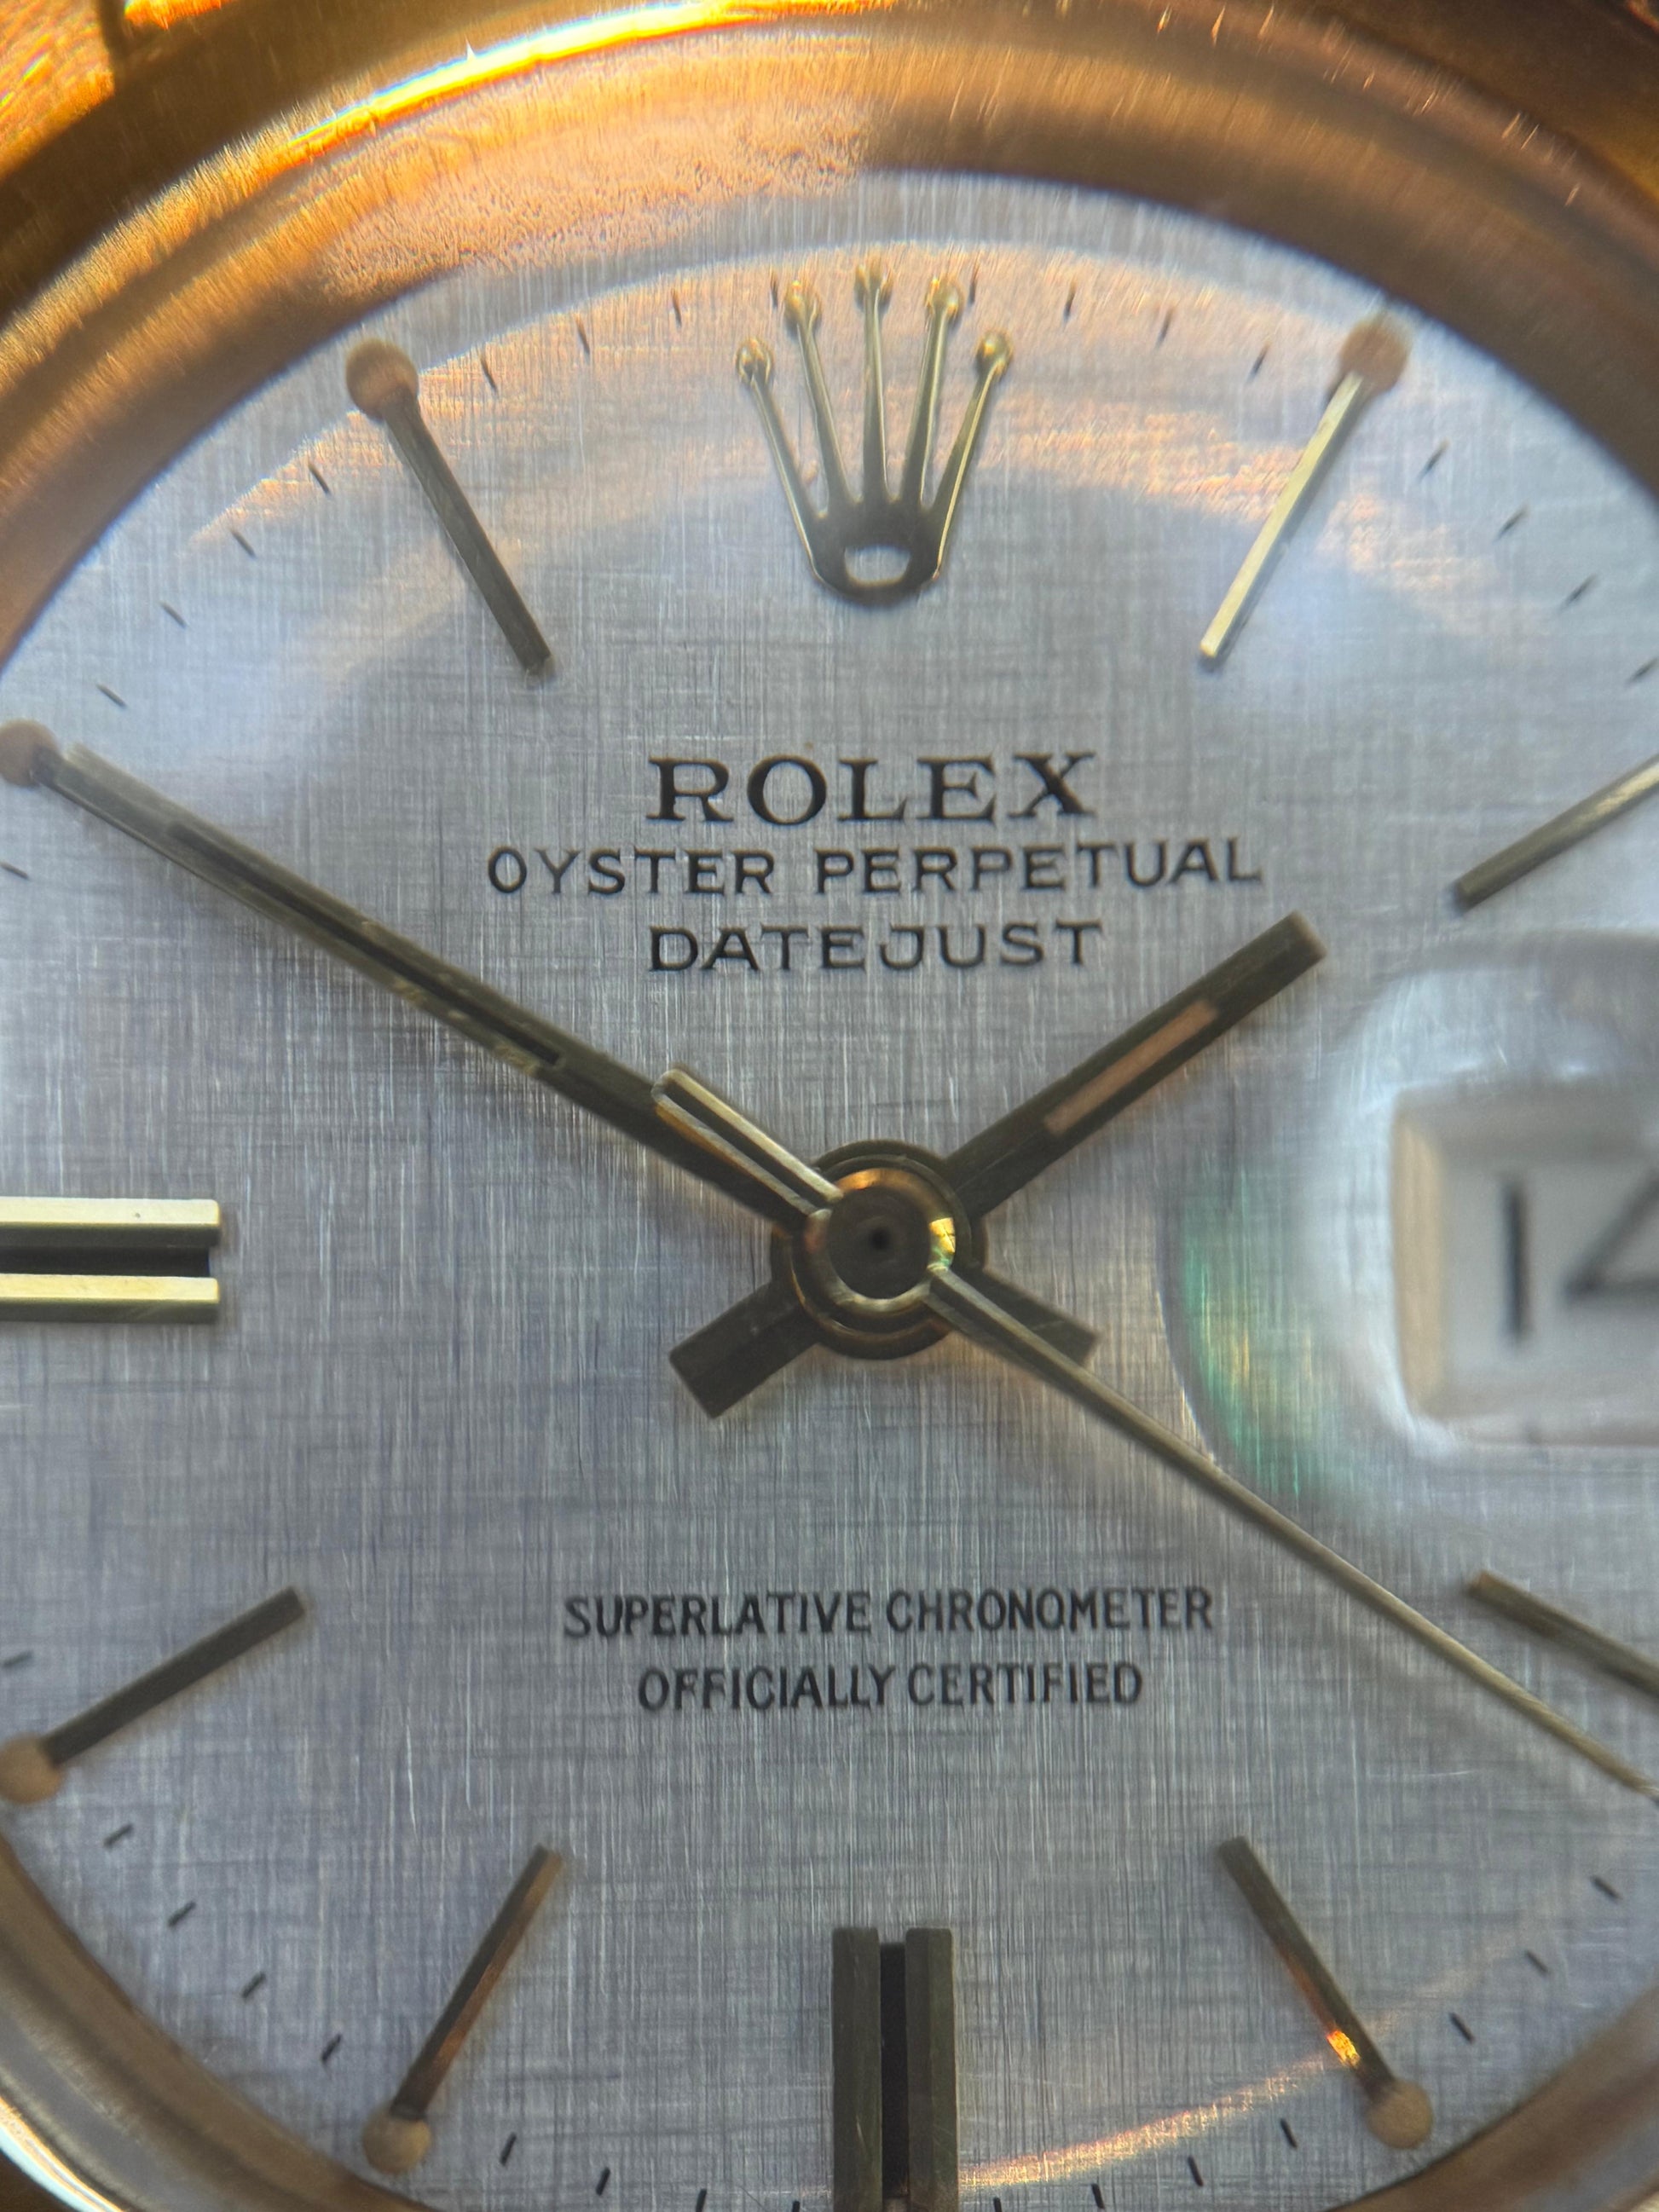 ROLEX
OYSTER PERPETUAL
DATEJUST
SUPERLATIVE CHRONOMETER
OFFICIALLY CERTIFIED